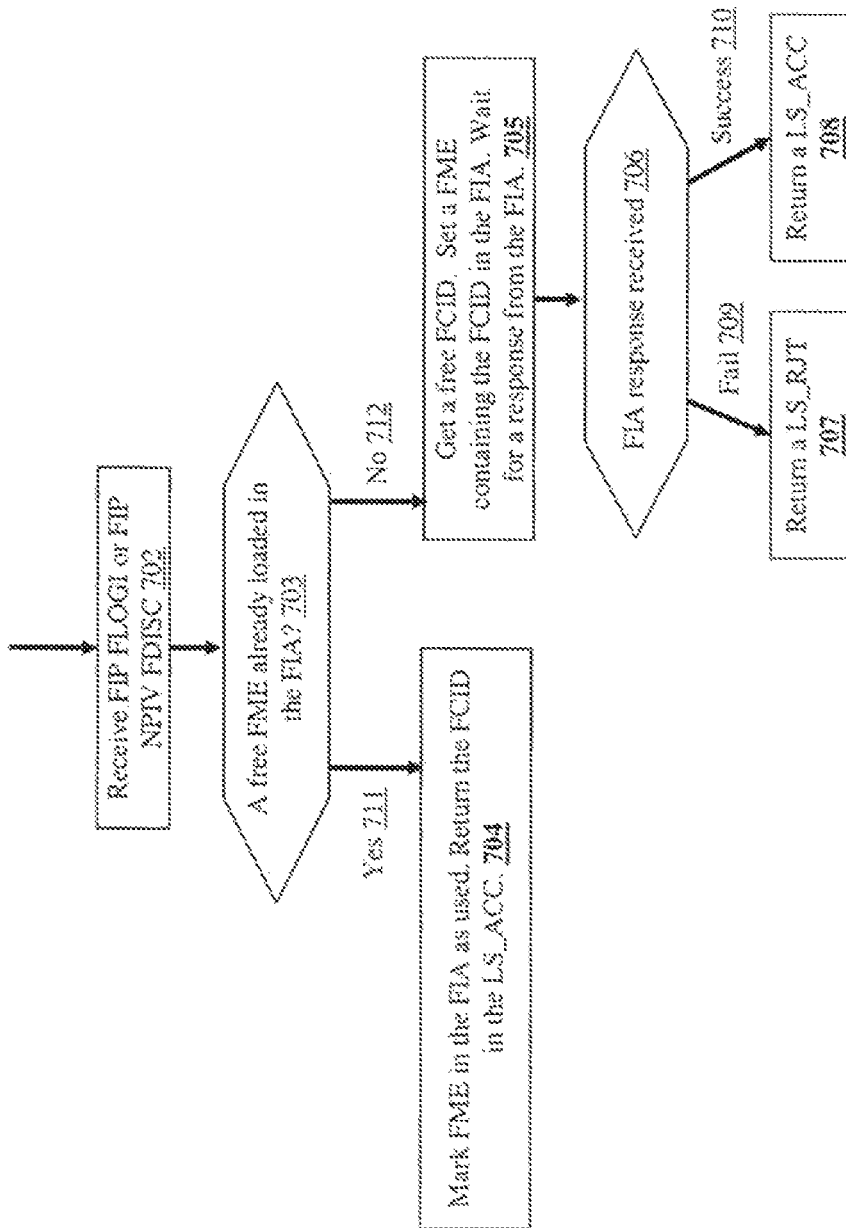 Receive FIP FLOGI or FIP
NPIV FDISC 702
A free FME already loaded in
the FIA? 703
Yes 711
No 712
Mark FME in the FIA as used. Return the FCID
in the LS_ACC. 704
Get a free FCID. Set a FME
containing the FCID in the FIA. Wait
for a response from the FIA. 705
FIA response received 706
Fail 709
Success 710
Return a LS_RJT
707
Return a LS_ACC
708